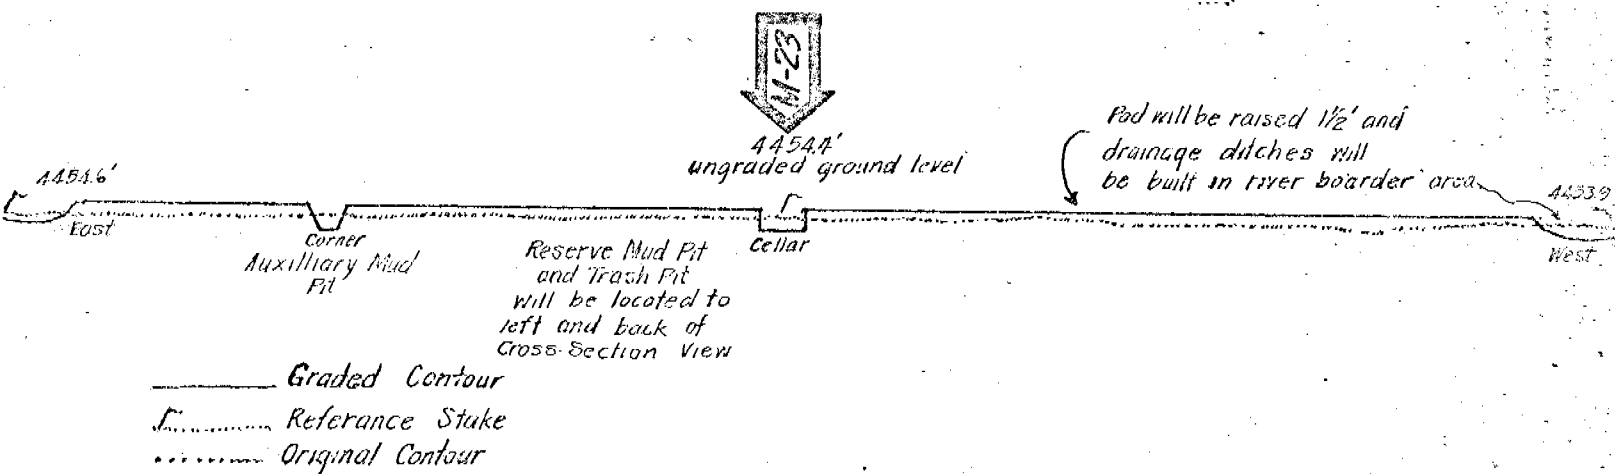 M-23
4454.4'
ungraded ground level
Pad will be raised 1½' and
drainage ditches will
be built in river boarder area
4454.6'
4453.9
East
Corner
Auxilliary Mud
Pit
Reserve Mud Pit
and Trash Pit
will be located to
left and back of
Cross-Section View
Cellar
West
Graded Contour
Referance Stake
Original Contour